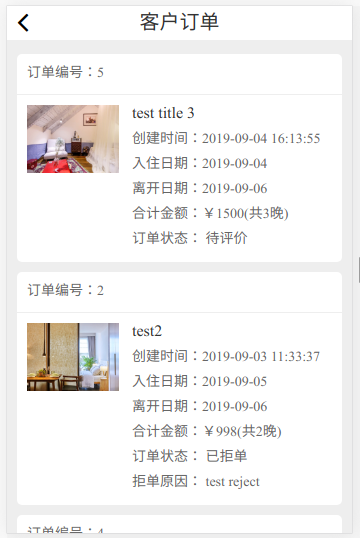 客户订单
订单编号：5
test title 3
创建时间：2019-09-04 16:13:55
入住日期：2019-09-04
离开日期：2019-09-06
合计金额：￥1500(共3晚)
订单状态： 待评价
订单编号：2
test2
创建时间：2019-09-03 11:33:37
入住日期：2019-09-05
离开日期：2019-09-06
合计金额：￥998(共2晚)
订单状态： 已拒单
拒单原因： test reject
订单编号：4